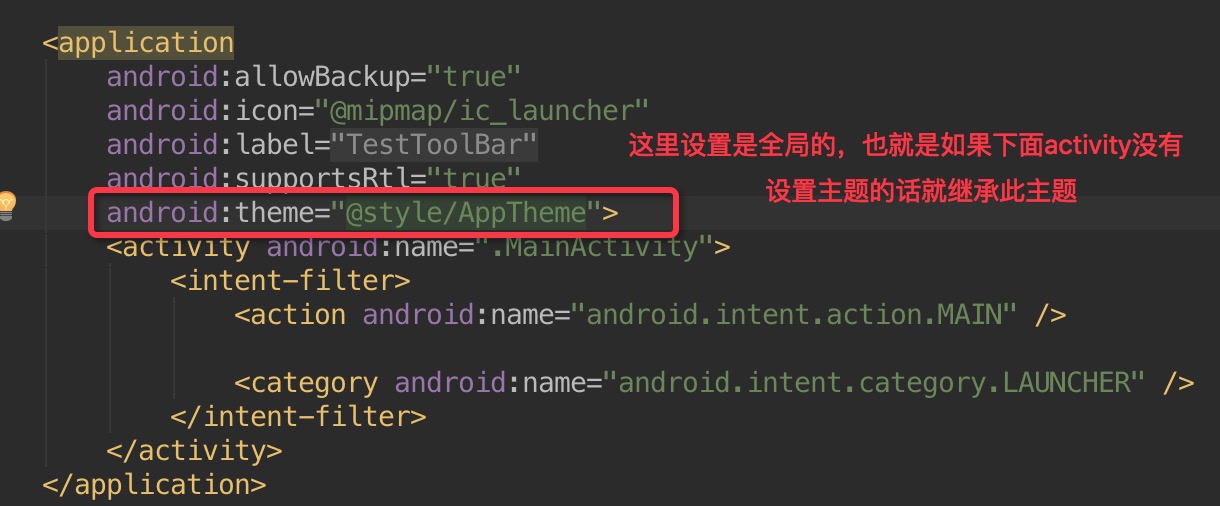 <application
android:allowBackup="true"
android:icon="@mipmap/ic_launcher"
android:label="TestToolBar"
这里设置是全局的，也就是如果下面activity没有
android:supportsRtl="true"
设置主题的话就继承此主题
android:theme="@style/AppTheme">
<activity android:name=".MainActivity">
<intent-filter>
<action android:name="android.intent.action.MAIN" />
<category android:name="android.intent.category.LAUNCHER" />
</intent-filter>
</activity>
</application>